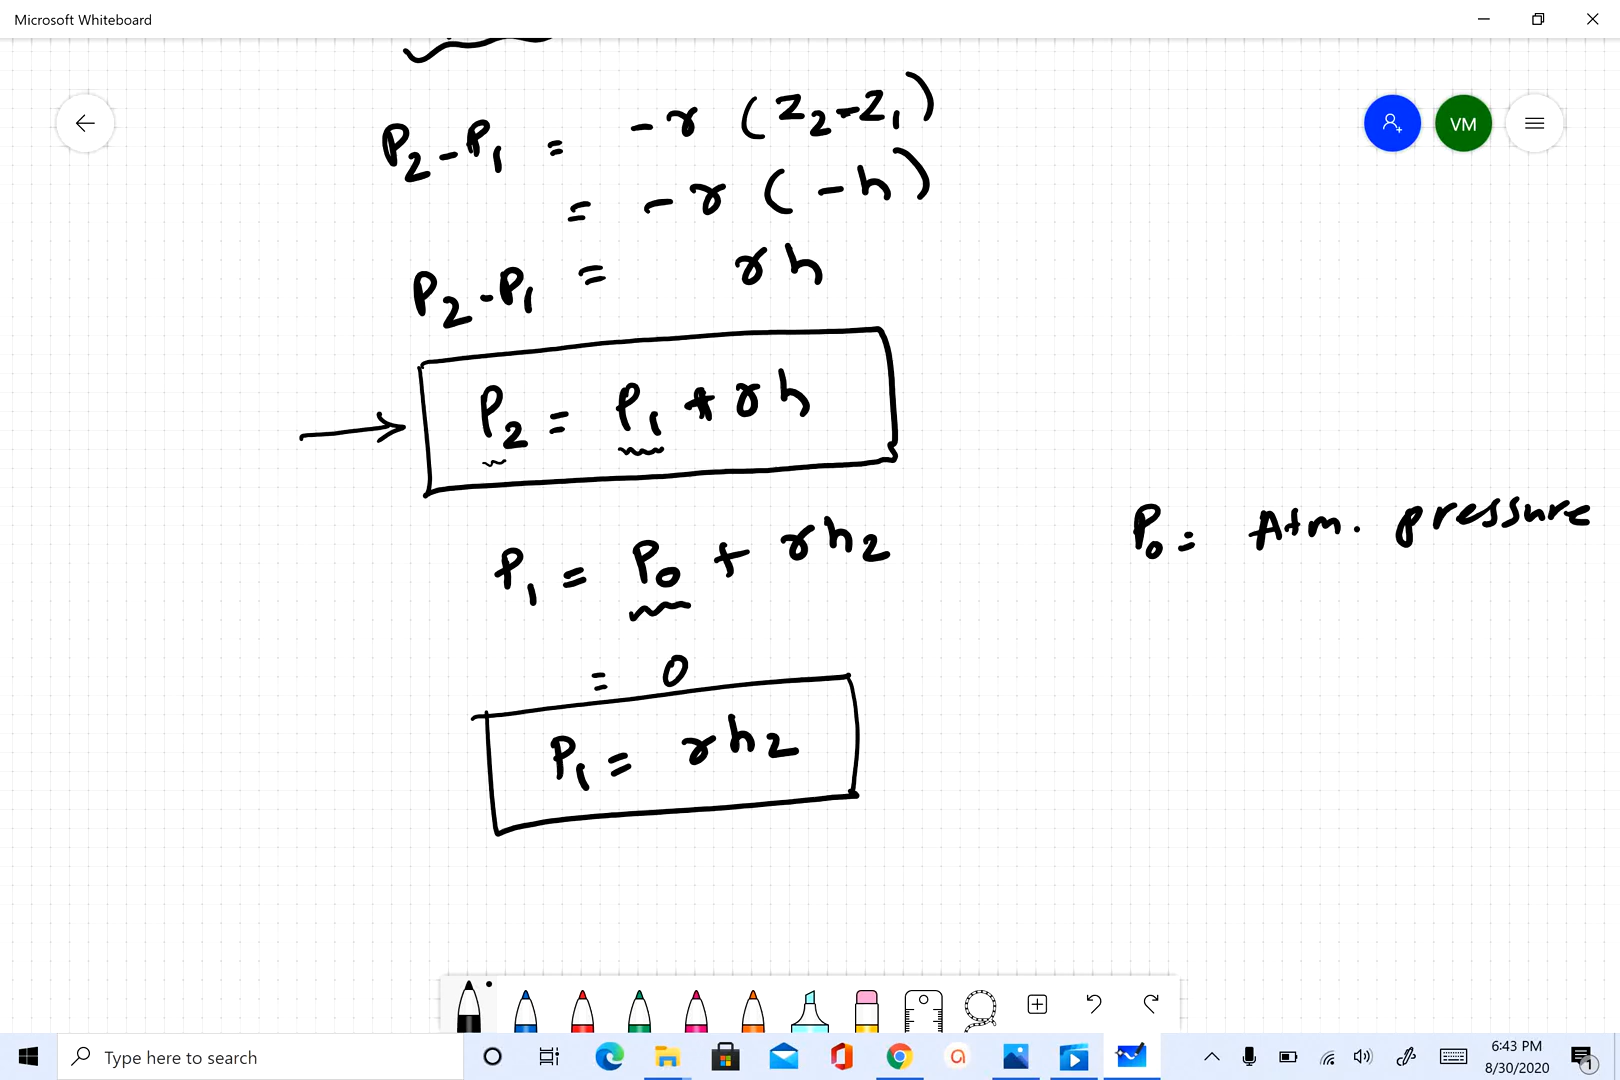 Microsoft Whiteboard
P₂ - P₁ = -γ (Z₂ - Z₁)
= -γ (-h)
P₂ - P₁ = γh
P₂ = P₁ + γh
P₁ = P₀ + γh₂
P₀ = Atm. pressure
= 0
P₁ = γh₂
VM
Type here to search
6:43 PM
8/30/2020
1